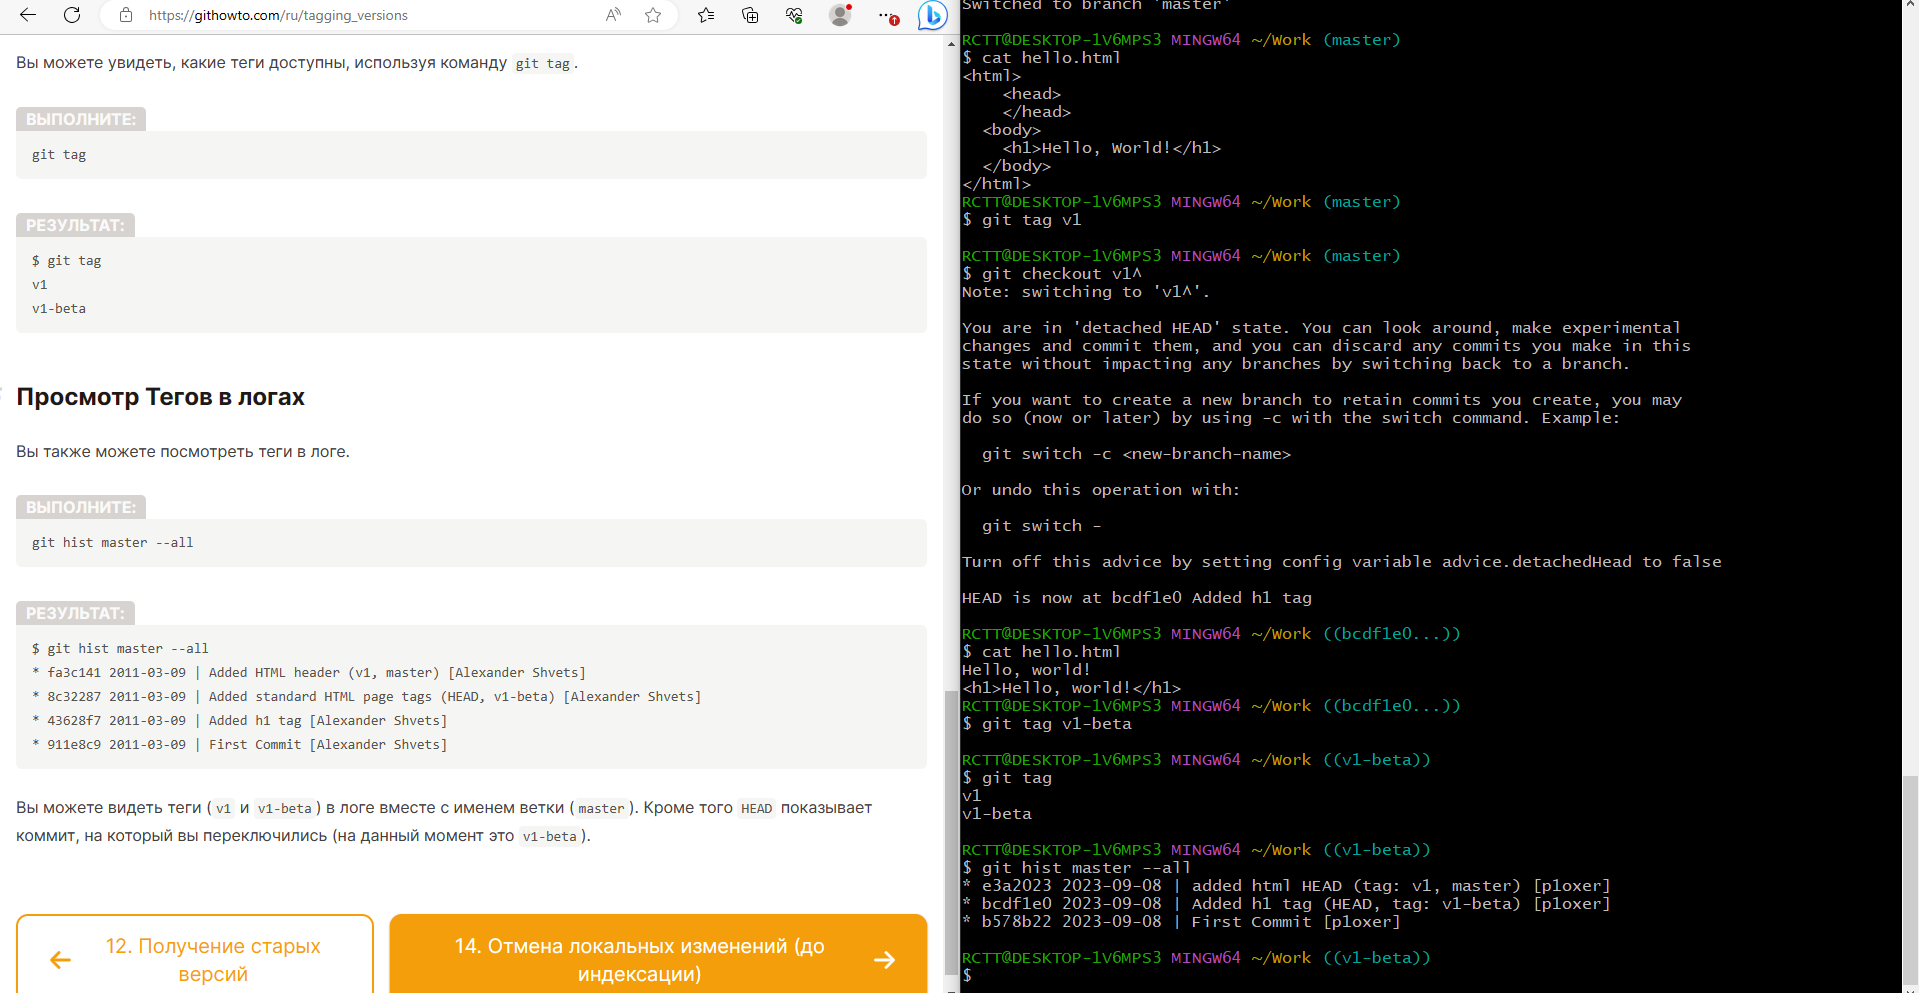 https://githowto.com/ru/tagging_versions
Вы можете увидеть, какие теги доступны, используя команду git tag.
ВЫПОЛНИТЕ:
git tag
РЕЗУЛЬТАТ:
$ git tag
v1
v1-beta
Просмотр Тегов в логах
Вы также можете посмотреть теги в логе.
ВЫПОЛНИТЕ:
git hist master --all
РЕЗУЛЬТАТ:
$ git hist master --all
* fa3c141 2011-03-09 | Added HTML header (v1, master) [Alexander Shvets]
* 8c32287 2011-03-09 | Added standard HTML page tags (HEAD, v1-beta) [Alexander Shvets]
* 43628f7 2011-03-09 | Added h1 tag [Alexander Shvets]
* 911e8c9 2011-03-09 | First Commit [Alexander Shvets]
Вы можете видеть теги (v1 и v1-beta) в логе вместе с именем ветки (master). Кроме того HEAD показывает
коммит, на который вы переключились (на данный момент это v1-beta).
12. Получение старых
версий
14. Отмена локальных изменений (до
индексации)
Switched to branch 'master'
RCTT@DESKTOP-1V6MPS3 MINGW64 ~/Work (master)
$ cat hello.html
<html>
    <head>
    </head>
  <body>
    <h1>Hello, World!</h1>
  </body>
</html>
RCTT@DESKTOP-1V6MPS3 MINGW64 ~/Work (master)
$ git tag v1
RCTT@DESKTOP-1V6MPS3 MINGW64 ~/Work (master)
$ git checkout v1^
Note: switching to 'v1^'.
You are in 'detached HEAD' state. You can look around, make experimental
changes and commit them, and you can discard any commits you make in this
state without impacting any branches by switching back to a branch.
If you want to create a new branch to retain commits you create, you may
do so (now or later) by using -c with the switch command. Example:
  git switch -c <new-branch-name>
Or undo this operation with:
  git switch -
Turn off this advice by setting config variable advice.detachedHead to false
HEAD is now at bcdf1e0 Added h1 tag
RCTT@DESKTOP-1V6MPS3 MINGW64 ~/Work ((bcdf1e0...))
$ cat hello.html
Hello, world!
<h1>Hello, world!</h1>
RCTT@DESKTOP-1V6MPS3 MINGW64 ~/Work ((bcdf1e0...))
$ git tag v1-beta
RCTT@DESKTOP-1V6MPS3 MINGW64 ~/Work ((v1-beta))
$ git tag
v1
v1-beta
RCTT@DESKTOP-1V6MPS3 MINGW64 ~/Work ((v1-beta))
$ git hist master --all
* e3a2023 2023-09-08 | added html HEAD (tag: v1, master) [p1oxer]
* bcdf1e0 2023-09-08 | Added h1 tag (HEAD, tag: v1-beta) [p1oxer]
* b578b22 2023-09-08 | First Commit [p1oxer]
RCTT@DESKTOP-1V6MPS3 MINGW64 ~/Work ((v1-beta))
$